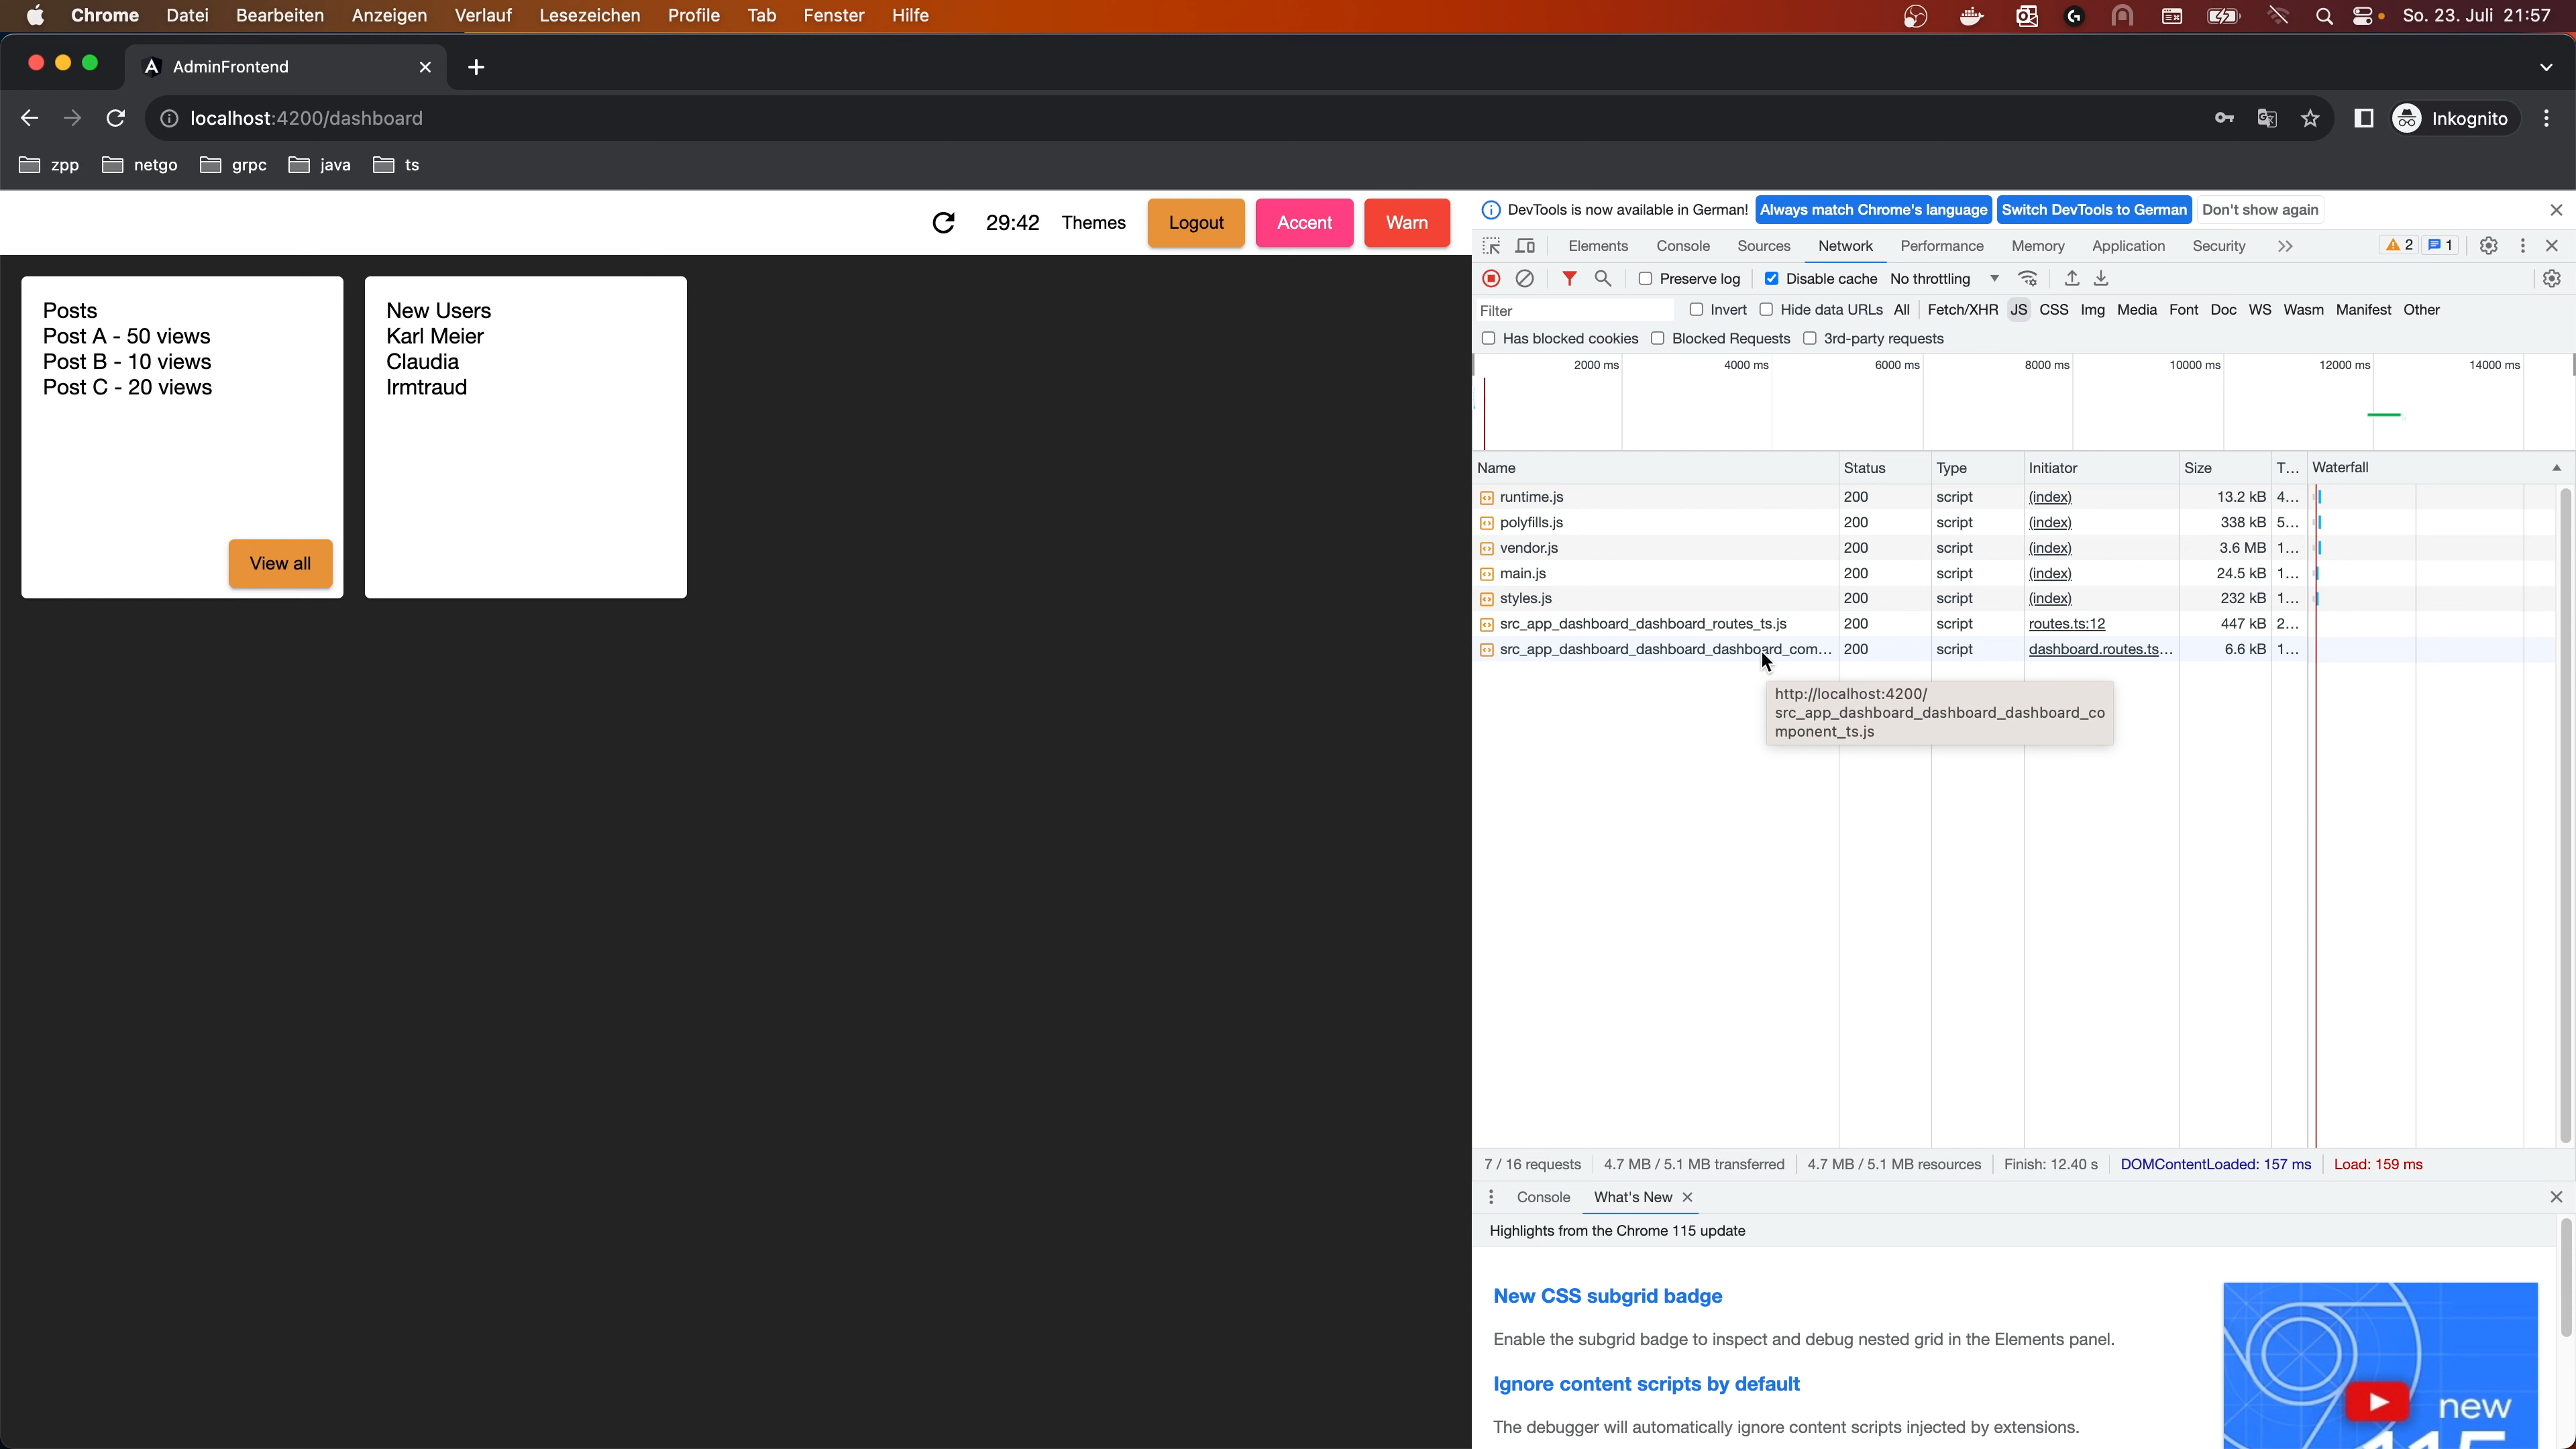 Chrome Datei Bearbeiten Anzeigen Verlauf Lesezeichen Profile Tab Fenster Hilfe So. 23. Juli 21:57
AdminFrontend
localhost:4200/dashboard Inkognito
zpp netgo grpc java ts
29:42 Themes Logout Accent Warn
Posts
Post A - 50 views
Post B - 10 views
Post C - 20 views
View all
New Users
Karl Meier
Claudia
Irmtraud
DevTools is now available in German! Always match Chrome's language Switch DevTools to German Don't show again
Elements Console Sources Network Performance Memory Application Security 2 1
Preserve log Disable cache No throttling
Filter Invert Hide data URLs All Fetch/XHR JS CSS Img Media Font Doc WS Wasm Manifest Other
Has blocked cookies Blocked Requests 3rd-party requests
2000 ms 4000 ms 6000 ms 8000 ms 10000 ms 12000 ms 14000 ms
Name Status Type Initiator Size T... Waterfall
runtime.js 200 script (index) 13.2 kB 4...
polyfills.js 200 script (index) 338 kB 5...
vendor.js 200 script (index) 3.6 MB 1...
main.js 200 script (index) 24.5 kB 1...
styles.js 200 script (index) 232 kB 1...
src_app_dashboard_dashboard_routes_ts.js 200 script routes.ts:12 447 kB 2...
src_app_dashboard_dashboard_dashboard_com... 200 script dashboard.routes.ts... 6.6 kB 1...
http://localhost:4200/
src_app_dashboard_dashboard_dashboard_co
mponent_ts.js
7 / 16 requests 4.7 MB / 5.1 MB transferred 4.7 MB / 5.1 MB resources Finish: 12.40 s DOMContentLoaded: 157 ms Load: 159 ms
Console What's New
Highlights from the Chrome 115 update
New CSS subgrid badge
Enable the subgrid badge to inspect and debug nested grid in the Elements panel.
Ignore content scripts by default
The debugger will automatically ignore content scripts injected by extensions.
new
115